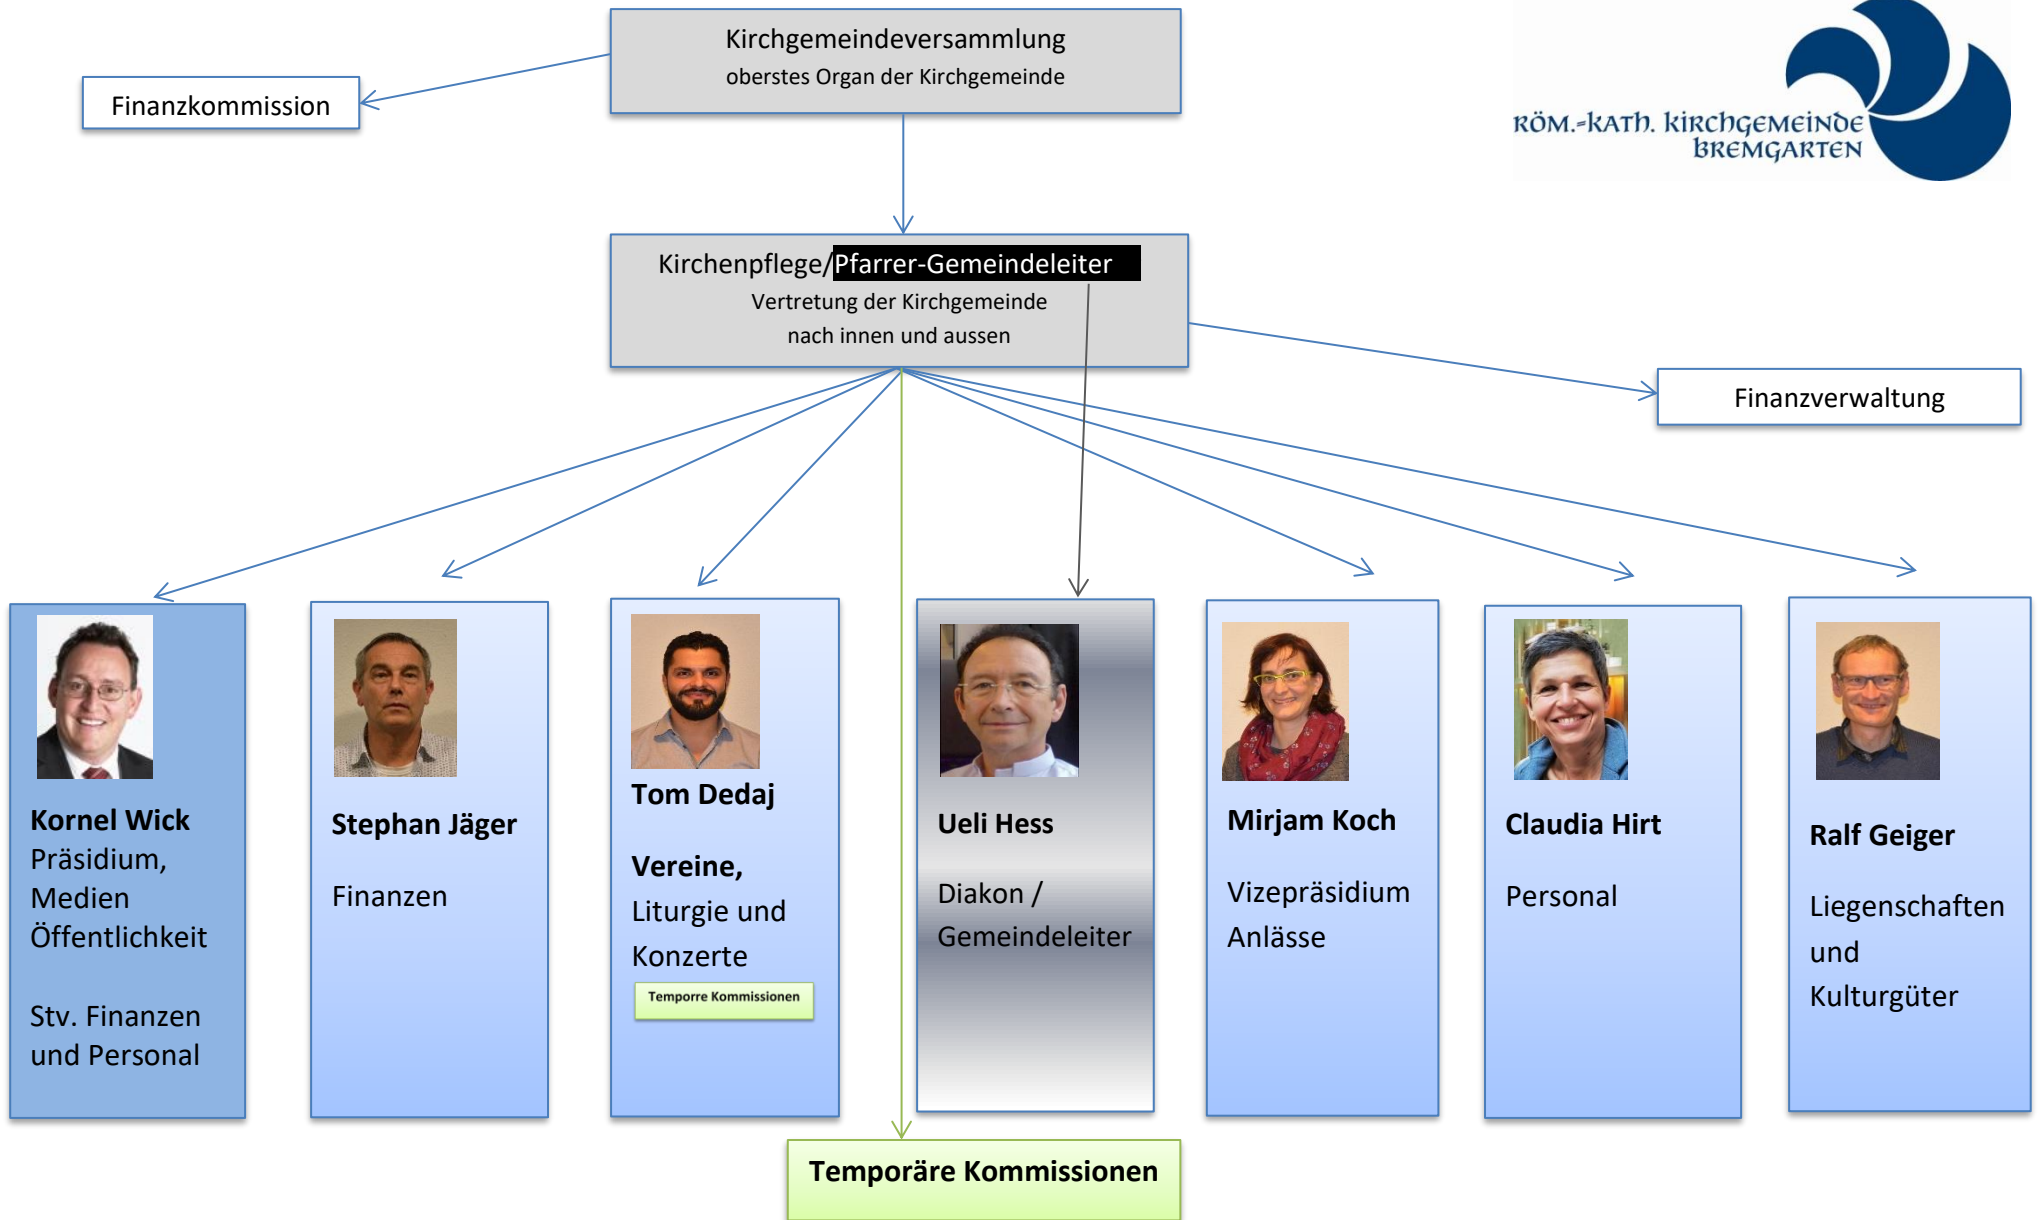 Kirchgemeindeversammlung
oberstes Organ der Kirchgemeinde
Finanzkommission
RÖM.-KATH. KIRCHGEMEINDE
BREMGARTEN
Kirchenpflege/Pfarrer-Gemeindeleiter
Vertretung der Kirchgemeinde
nach innen und aussen
Finanzverwaltung
Kornel Wick
Präsidium,
Medien
Öffentlichkeit
Stv. Finanzen
und Personal
Stephan Jäger
Finanzen
Tom Dedaj
Vereine,
Liturgie und
Konzerte
Temporre Kommissionen
Ueli Hess
Diakon /
Gemeindeleiter
Mirjam Koch
Vizepräsidium
Anlässe
Claudia Hirt
Personal
Ralf Geiger
Liegenschaften
und
Kulturgüter
Temporäre Kommissionen